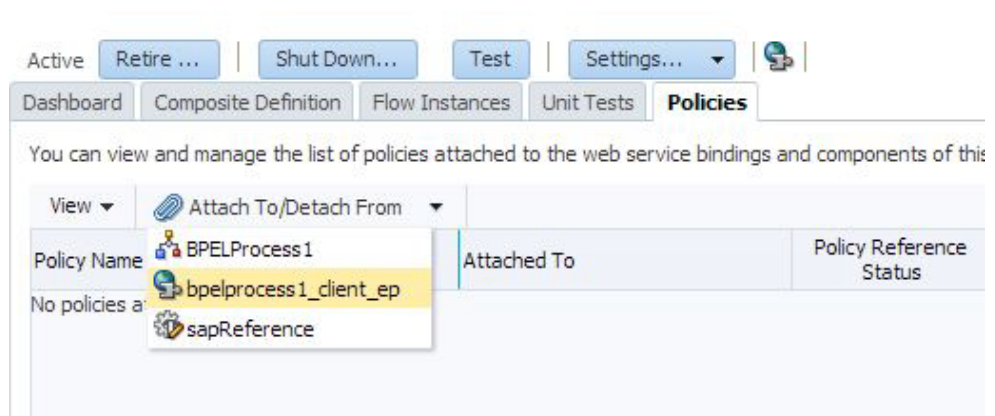 Active Retire ... Shut Down... Test Settings...
Dashboard Composite Definition Flow Instances Unit Tests Policies
You can view and manage the list of policies attached to the web service bindings and components of this
View Attach To/Detach From
Policy Name Attached To Policy Reference Status
BPELProcess1
bpelprocess1_client_ep
No policies a
sapReference